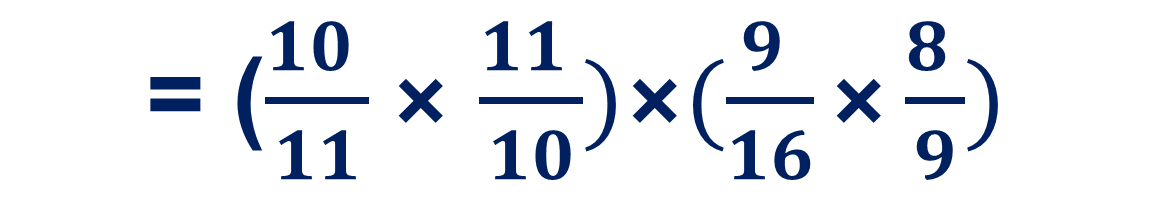 = (10/11 × 11/10) × (9/16 × 8/9)